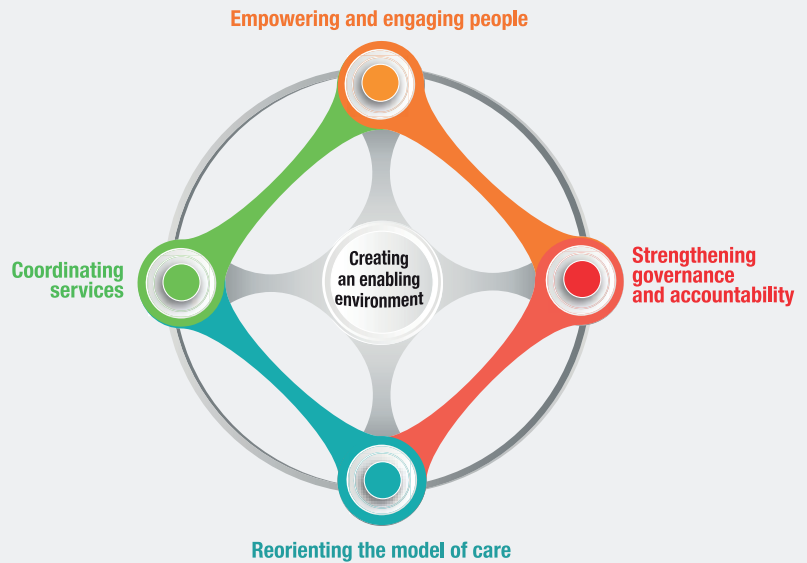 Empowering and engaging people
Creating
an enabling
environment
Coordinating
services
Strengthening
governance
and accountability
Reorienting the model of care